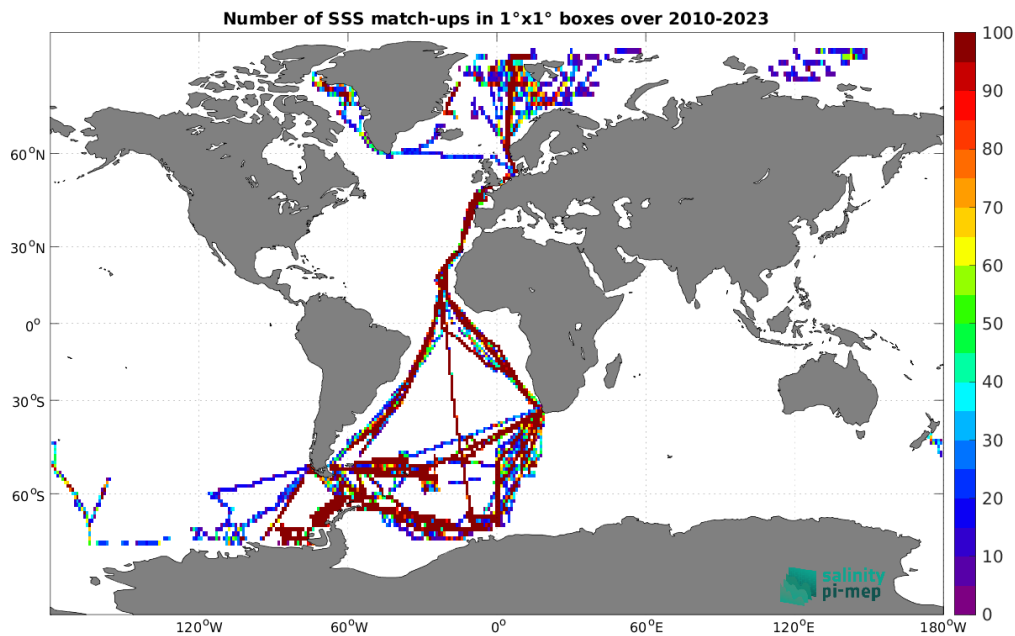 Number of SSS match-ups in 1°x1° boxes over 2010-2023
100
90
80
70
60
50
40
30
20
10
0
60°N
30°N
0°
30°S
60°S
120°W
60°W
0°E
60°E
120°E
180°W
salinity
pi-mep